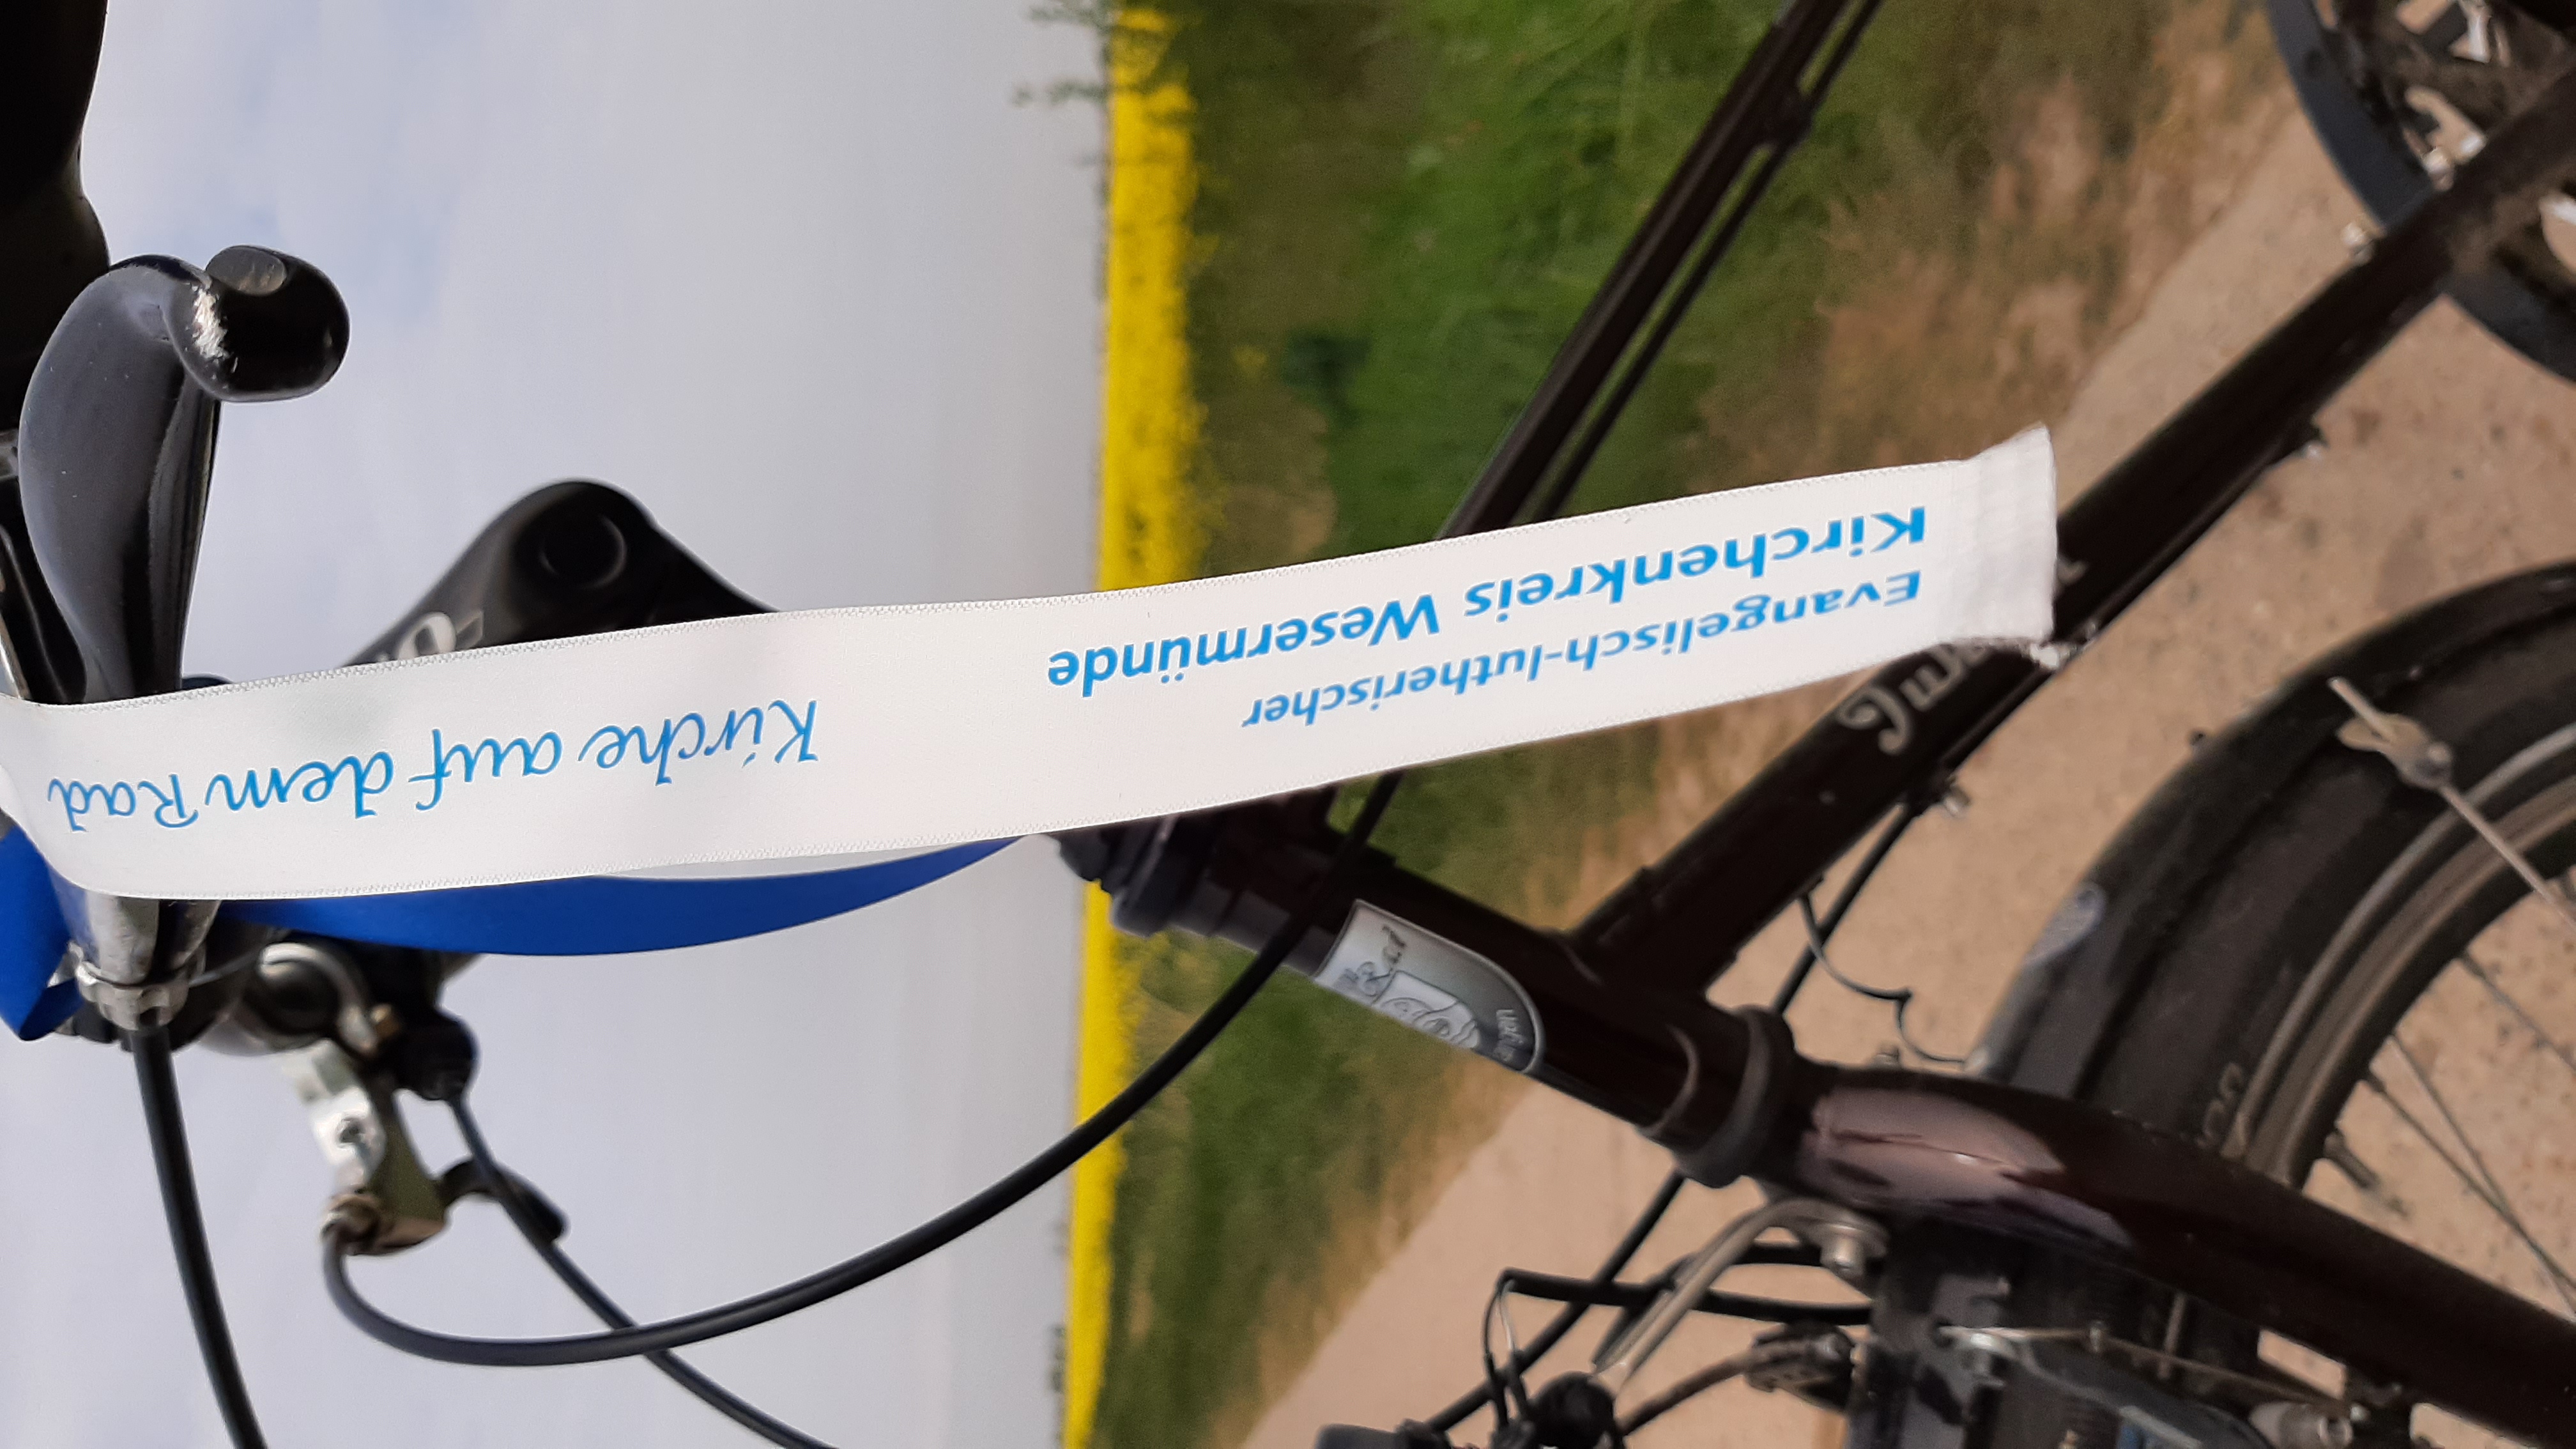 Evangelisch-lutherischer
Kirchenkreis Wesermünde
Kirche auf dem Rad